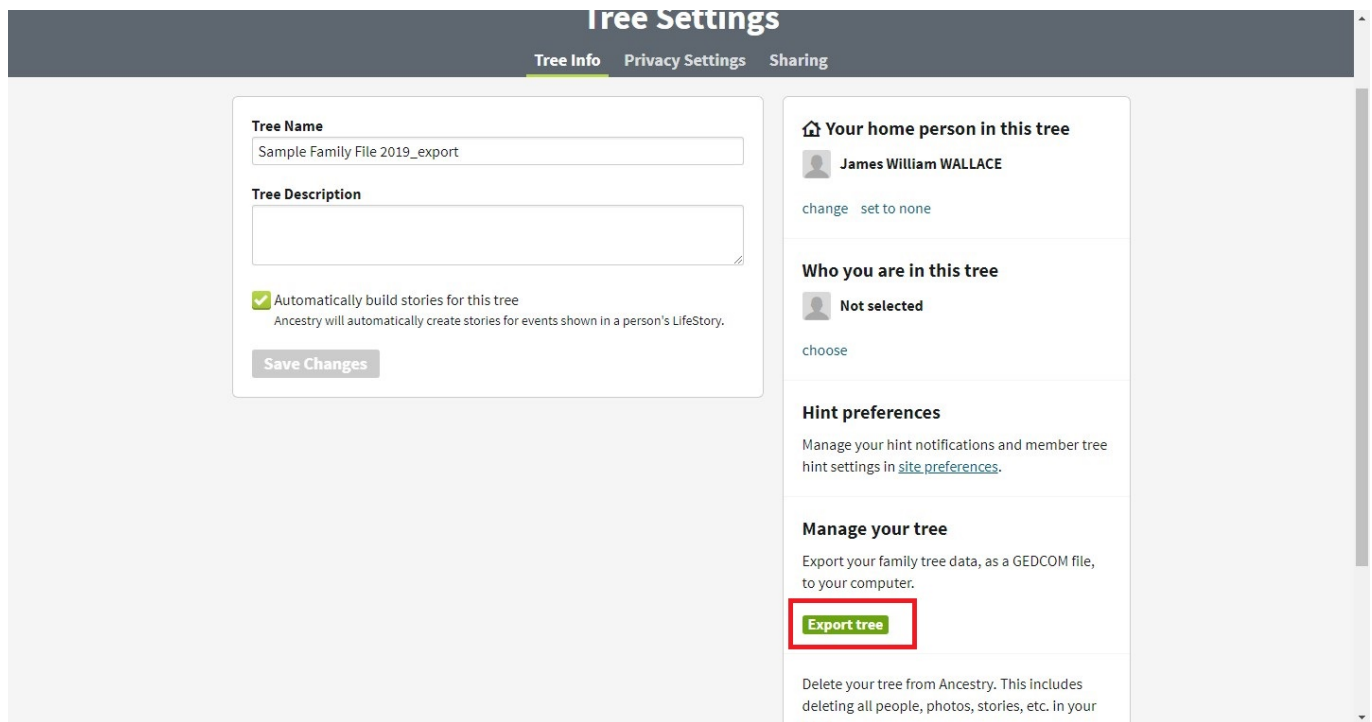 Tree Settings
Tree Info Privacy Settings Sharing
Tree Name
Sample Family File 2019_export
Tree Description
Automatically build stories for this tree
Ancestry will automatically create stories for events shown in a person's LifeStory.
Save Changes
Your home person in this tree
James William WALLACE
change set to none
Who you are in this tree
Not selected
choose
Hint preferences
Manage your hint notifications and member tree
hint settings in site preferences.
Manage your tree
Export your family tree data, as a GEDCOM file,
to your computer.
Export tree
Delete your tree from Ancestry. This includes
deleting all people, photos, stories, etc. in your